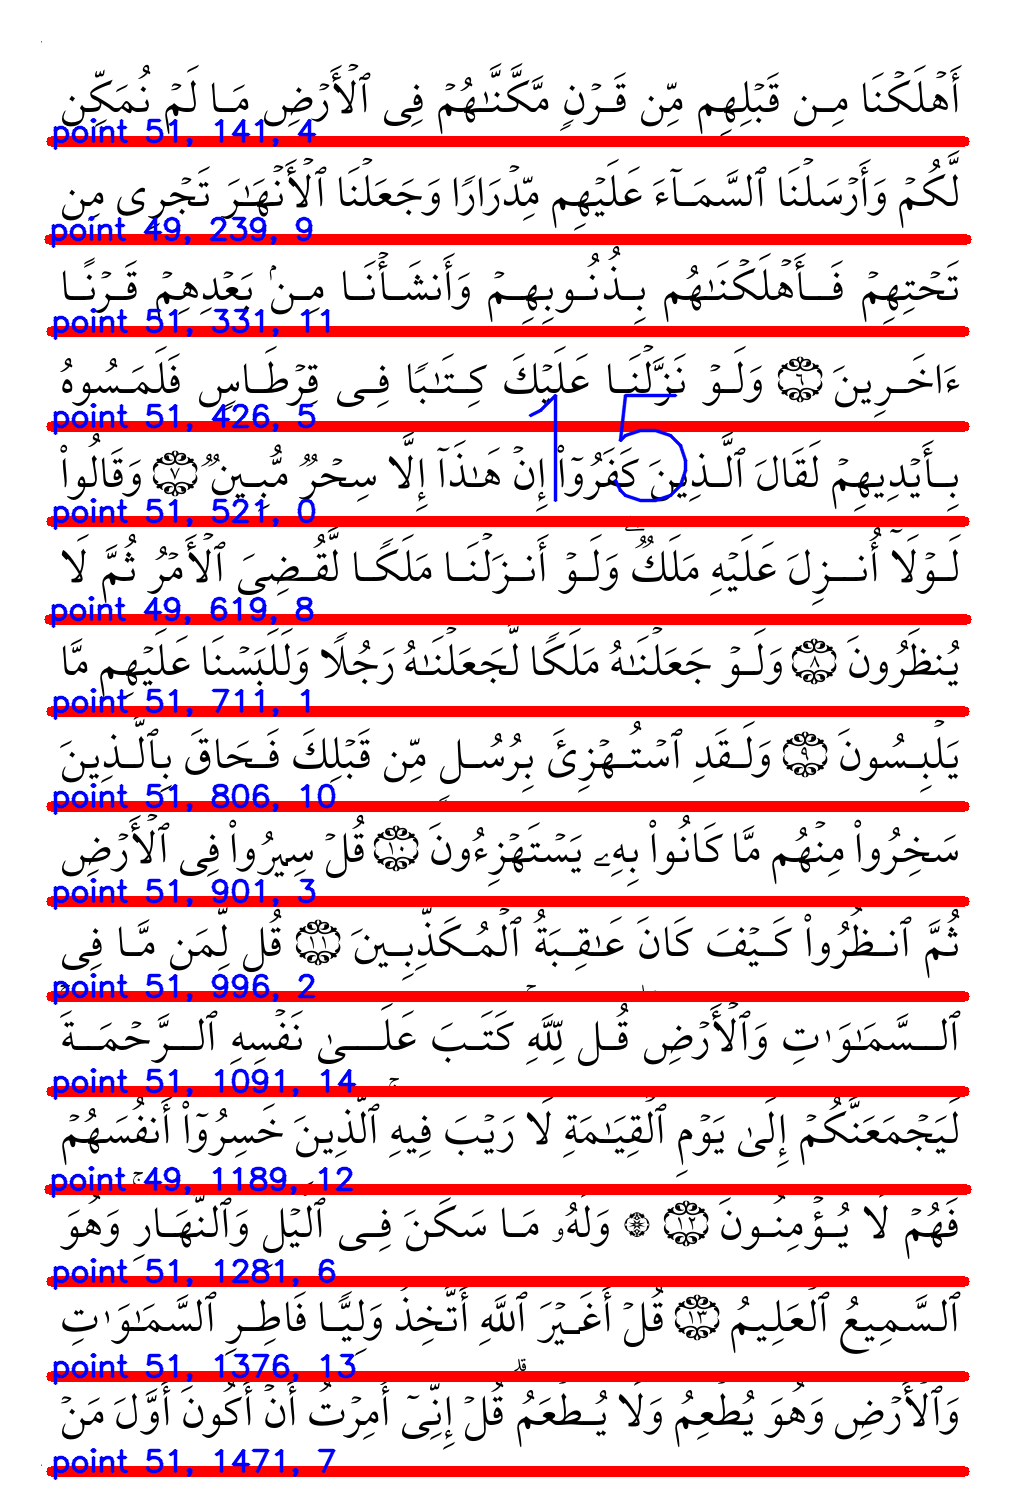 أَهۡلَكۡنَا مِن قَبۡلِهِم مِّن قَرۡنٖ مَّكَّنَّٰهُمۡ فِي ٱلۡأَرۡضِ مَا لَمۡ نُمَكِّن
point 51, 141, 4
لَّكُمۡ وَأَرۡسَلۡنَا ٱلسَّمَآءَ عَلَيۡهِم مِّدۡرَارٗا وَجَعَلۡنَا ٱلۡأَنۡهَٰرَ تَجۡرِي مِن
point 49, 239, 9
تَحۡتِهِمۡ فَأَهۡلَكۡنَٰهُم بِذُنُوبِهِمۡ وَأَنشَأۡنَا مِنۢ بَعۡدِهِمۡ قَرۡنًا
point 51, 331, 11
ءَاخَرِينَ ٦ وَلَوۡ نَزَّلۡنَا عَلَيۡكَ كِتَٰبٗا فِي قِرۡطَاسٖ فَلَمَسُوهُ
point 51, 426, 5
15
بِأَيۡدِيهِمۡ لَقَالَ ٱلَّذِينَ كَفَرُوٓاْ إِنۡ هَٰذَآ إِلَّا سِحۡرٞ مُّبِينٞ ٧ وَقَالُواْ
point 51, 521, 0
لَوۡلَآ أُنزِلَ عَلَيۡهِ مَلَكٞۖ وَلَوۡ أَنزَلۡنَا مَلَكٗا لَّقُضِيَ ٱلۡأَمۡرُ ثُمَّ لَا
point 49, 619, 8
يُنظَرُونَ ٨ وَلَوۡ جَعَلۡنَٰهُ مَلَكٗا لَّجَعَلۡنَٰهُ رَجُلٗا وَلَلَبَسۡنَا عَلَيۡهِم مَّا
point 51, 711, 1
يَلۡبِسُونَ ٩ وَلَقَدِ ٱسۡتُهۡزِئَ بِرُسُلٖ مِّن قَبۡلِكَ فَحَاقَ بِٱلَّذِينَ
point 51, 806, 10
سَخِرُواْ مِنۡهُم مَّا كَانُواْ بِهِۦ يَسۡتَهۡزِءُونَ ١٠ قُلۡ سِيرُواْ فِي ٱلۡأَرۡضِ
point 51, 901, 3
ثُمَّ ٱنظُرُواْ كَيۡفَ كَانَ عَٰقِبَةُ ٱلۡمُكَذِّبِينَ ١١ قُل لِّمَن مَّا فِي
point 51, 996, 2
ٱلسَّمَٰوَٰتِ وَٱلۡأَرۡضِۖ قُل لِّلَّهِۚ كَتَبَ عَلَىٰ نَفۡسِهِ ٱلرَّحۡمَةَۚ
point 51, 1091, 14
لَيَجۡمَعَنَّكُمۡ إِلَىٰ يَوۡمِ ٱلۡقِيَٰمَةِ لَا رَيۡبَ فِيهِۚ ٱلَّذِينَ خَسِرُوٓاْ أَنفُسَهُمۡ
point 49, 1189, 12
فَهُمۡ لَا يُؤۡمِنُونَ ١٢ ۞ وَلَهُۥ مَا سَكَنَ فِي ٱلَّيۡلِ وَٱلنَّهَارِۚ وَهُوَ
point 51, 1281, 6
ٱلسَّمِيعُ ٱلۡعَلِيمُ ١٣ قُلۡ أَغَيۡرَ ٱللَّهِ أَتَّخِذُ وَلِيّٗا فَاطِرِ ٱلسَّمَٰوَٰتِ
point 51, 1376, 13
وَٱلۡأَرۡضِ وَهُوَ يُطۡعِمُ وَلَا يُطۡعَمُۗ قُلۡ إِنِّيٓ أُمِرۡتُ أَنۡ أَكُونَ أَوَّلَ مَنۡ
point 51, 1471, 7